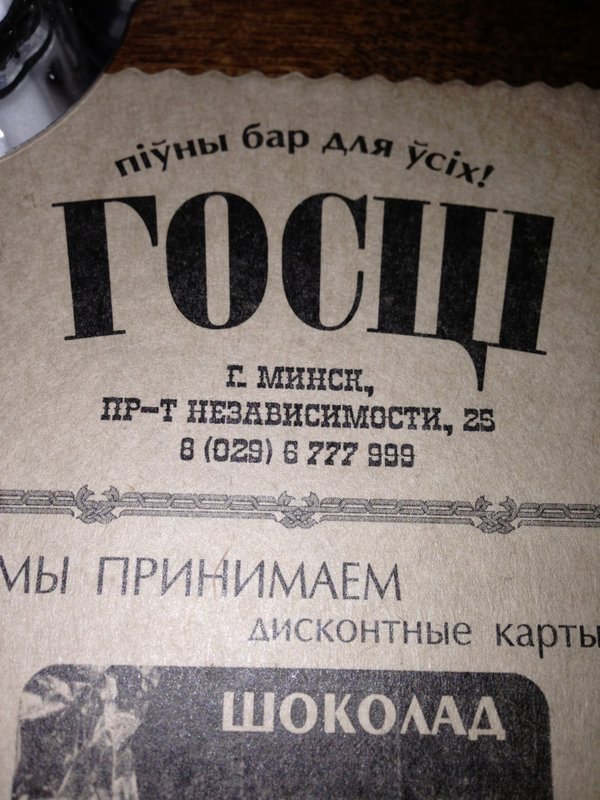 піўны бар для ўсіх!
ГОСЦІ
Г. МИНСК,
ПР-Т НЕЗАВИСИМОСТИ, 25
8 (029) 6 777 999
МЫ ПРИНИМАЕМ
дисконтные карты
ШОКОЛАД